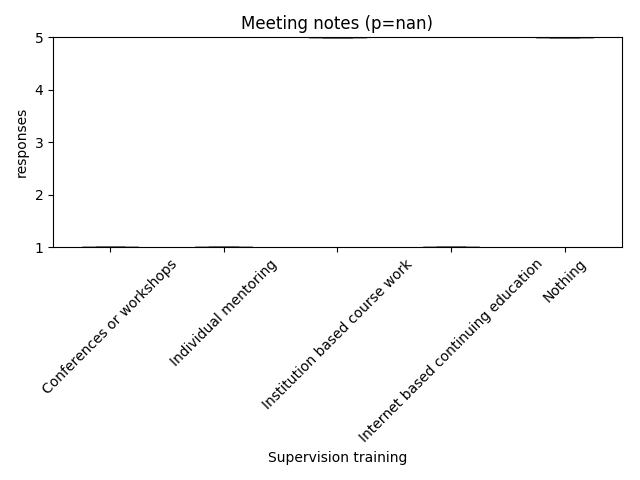 Meeting notes (p=nan)
5
4
3
2
1
responses
Conferences or workshops
Individual mentoring
Institution based course work
Internet based continuing education
Nothing
Supervision training